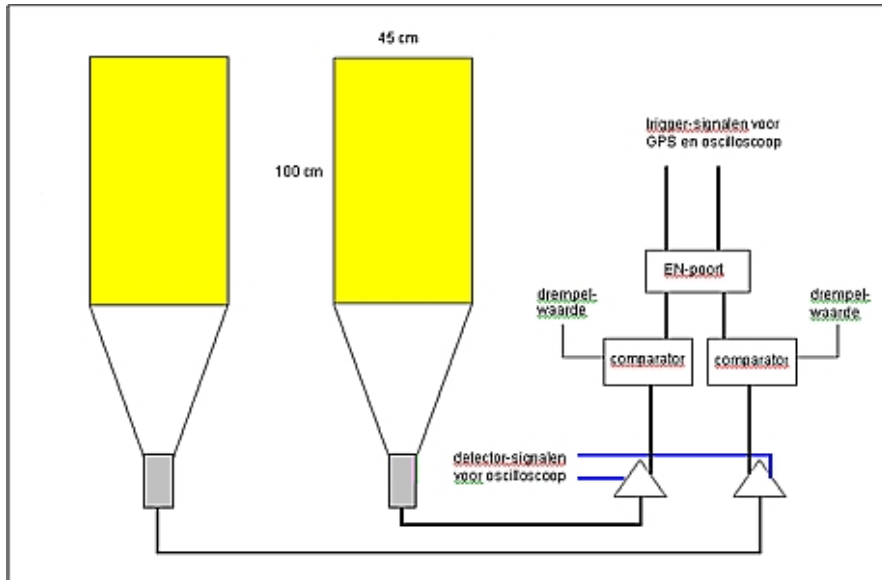 45 cm
100 cm
trigger-signalen voor
GPS en oscilloscoop
EN-poort
drempel-
waarde
drempel-
waarde
comparator
comparator
detector-signalen
voor oscilloscoop